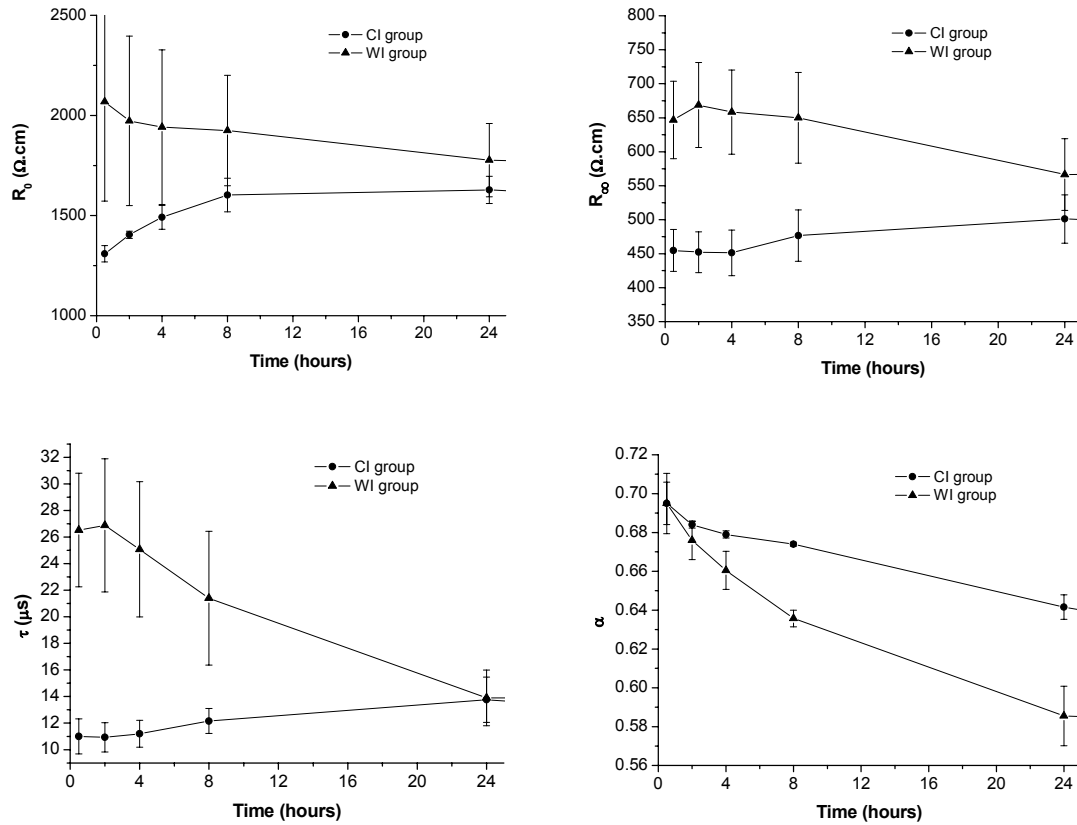 2500
2000
1500
1000
R₀ (Ω.cm)
CI group
WI group
0 4 8 12 16 20 24
Time (hours)
800
750
700
650
600
550
500
450
400
350
R∞ (Ω.cm)
CI group
WI group
0 4 8 12 16 20 24
Time (hours)
32
30
28
26
24
22
20
18
16
14
12
10
τ (μs)
CI group
WI group
0 4 8 12 16 20 24
Time (hours)
0.72
0.70
0.68
0.66
0.64
0.62
0.60
0.58
0.56
α
CI group
WI group
0 4 8 12 16 20 24
Time (hours)